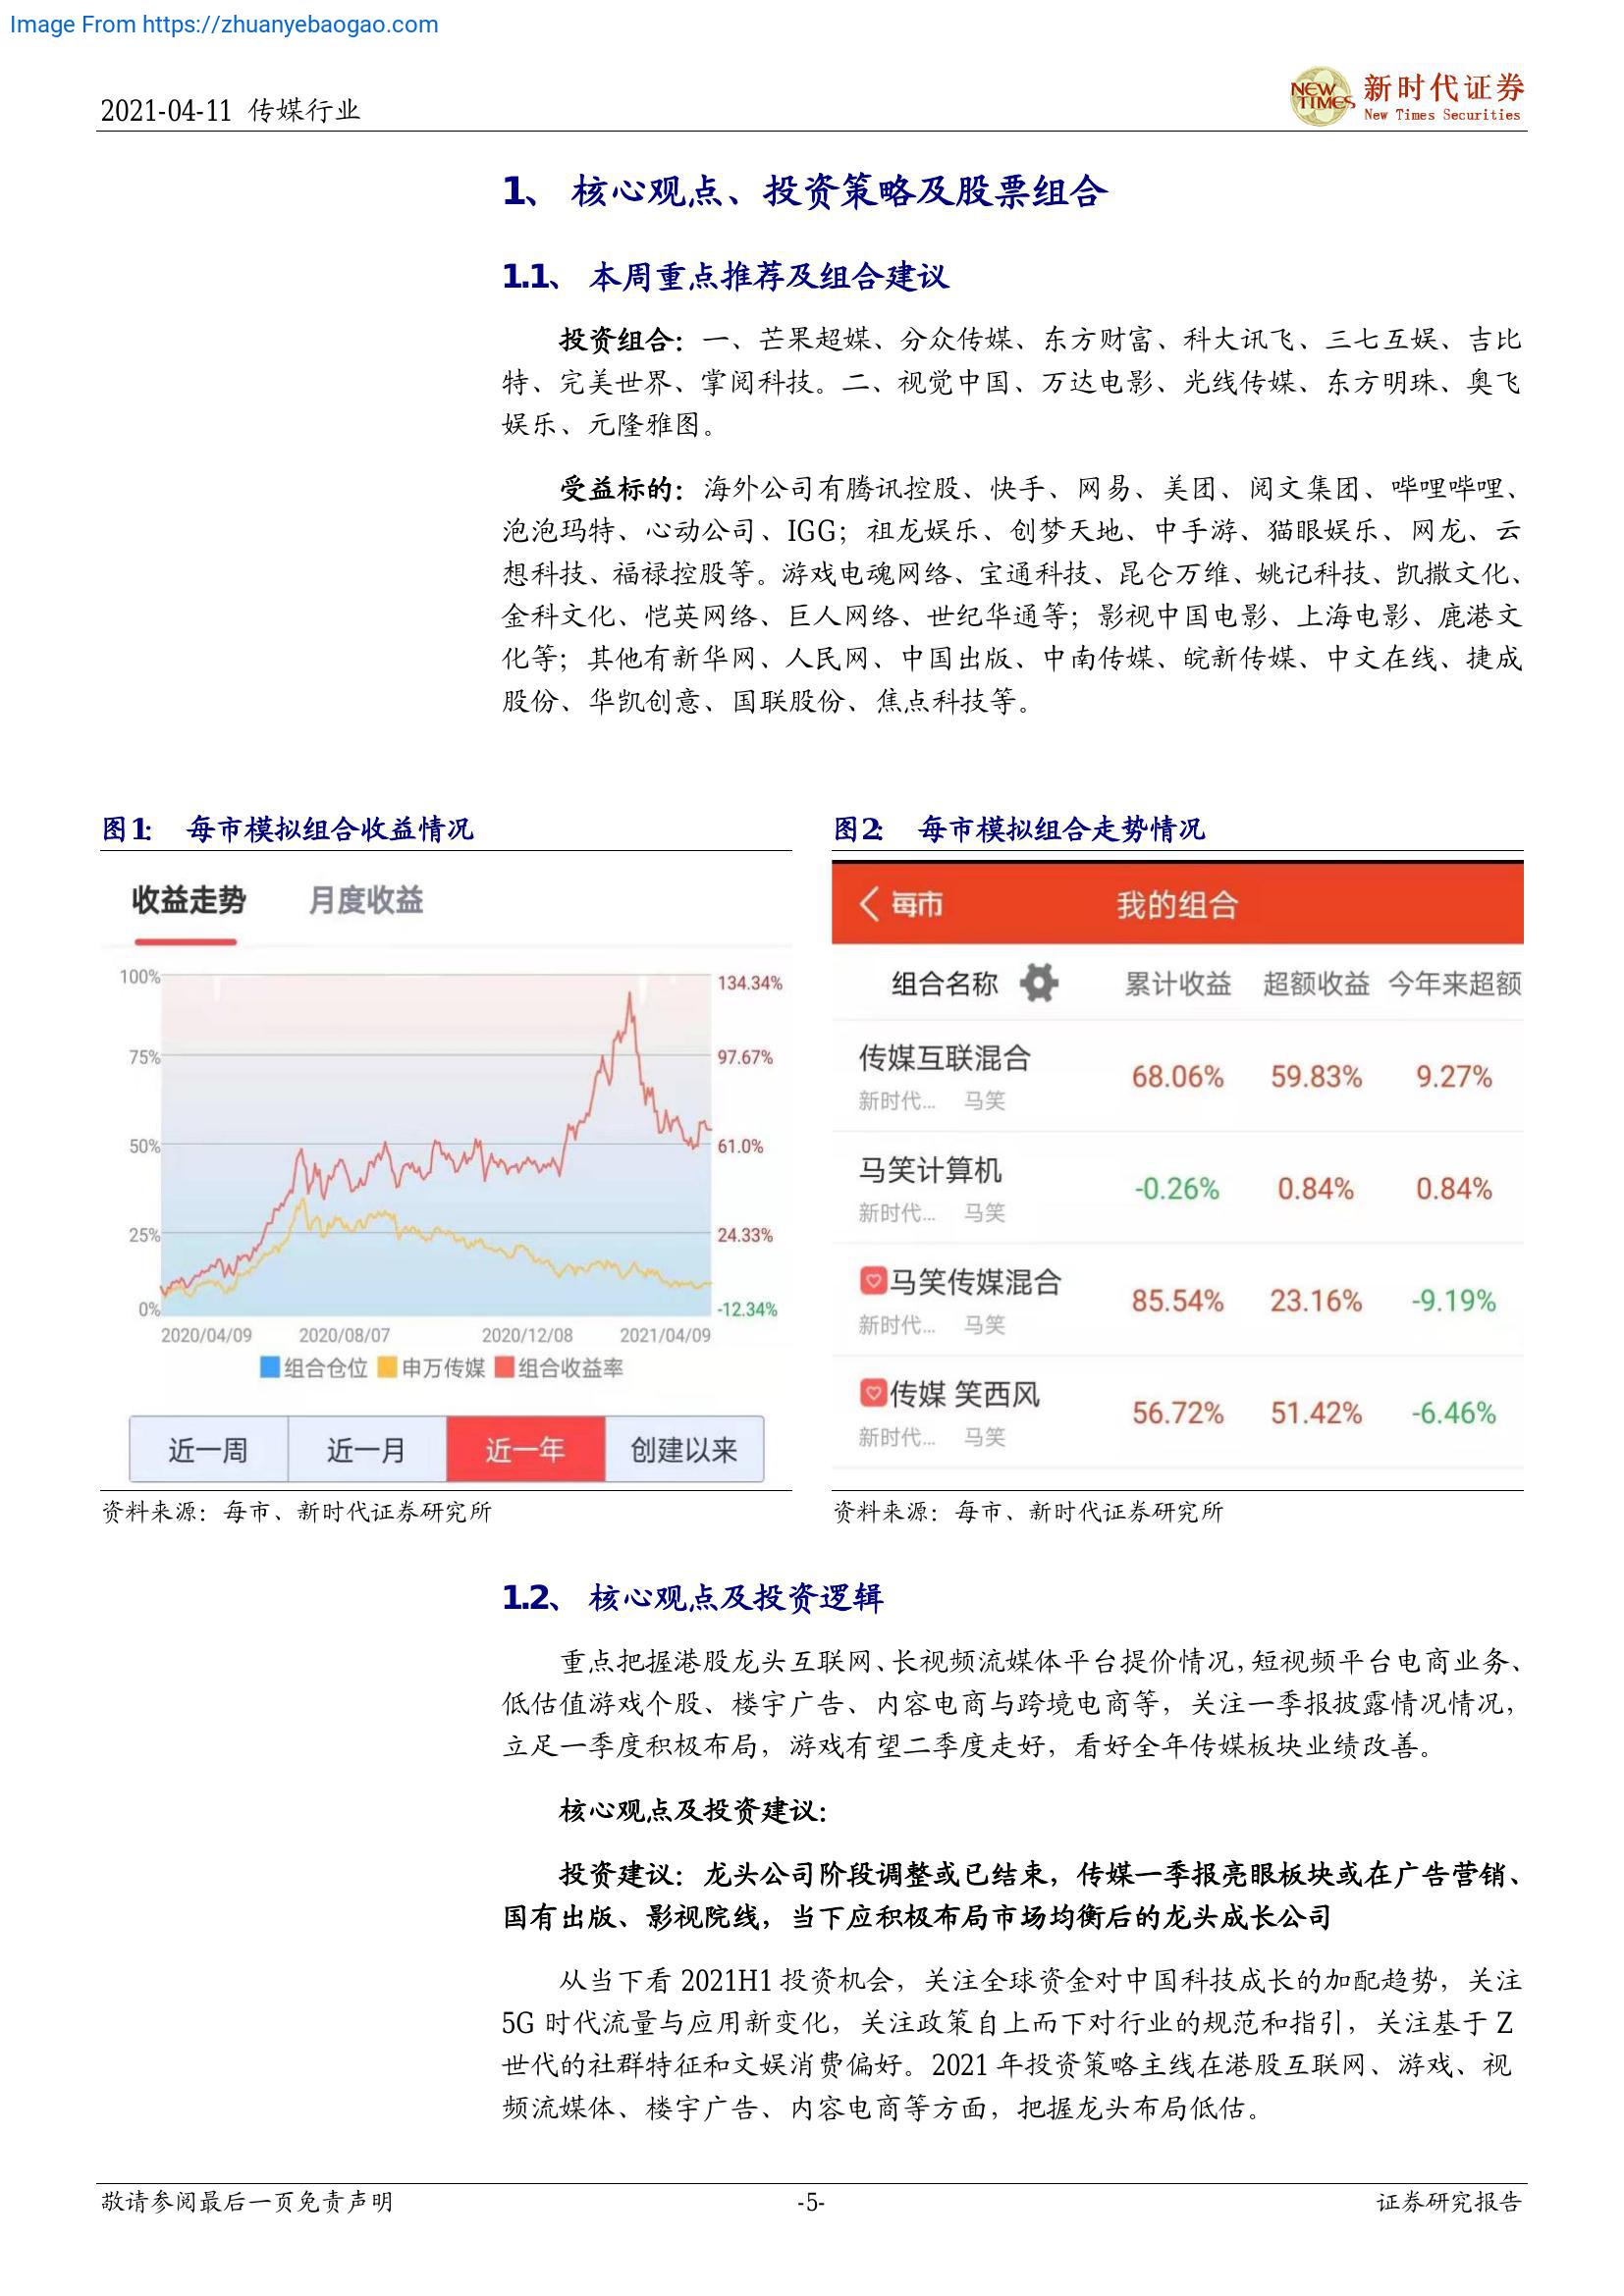 Image From https://zhuanyebaogao.com
2021-04-11 传媒行业
NEW TIMES
新时代证券
New Times Securities
1、 核心观点、投资策略及股票组合
1.1、 本周重点推荐及组合建议
投资组合：一、芒果超媒、分众传媒、东方财富、科大讯飞、三七互娱、吉比
特、完美世界、掌阅科技。二、视觉中国、万达电影、光线传媒、东方明珠、奥飞
娱乐、元隆雅图。
受益标的：海外公司有腾讯控股、快手、网易、美团、阅文集团、哔哩哔哩、
泡泡玛特、心动公司、IGG；祖龙娱乐、创梦天地、中手游、猫眼娱乐、网龙、云
想科技、福禄控股等。游戏电魂网络、宝通科技、昆仑万维、姚记科技、凯撒文化、
金科文化、恺英网络、巨人网络、世纪华通等；影视中国电影、上海电影、鹿港文
化等；其他有新华网、人民网、中国出版、中南传媒、皖新传媒、中文在线、捷成
股份、华凯创意、国联股份、焦点科技等。
图1： 每市模拟组合收益情况
收益走势 月度收益
100% 134.34%
75% 97.67%
50% 61.0%
25% 24.33%
0% -12.34%
2020/04/09 2020/08/07 2020/12/08 2021/04/09
组合仓位 申万传媒 组合收益率
近一周 近一月 近一年 创建以来
资料来源：每市、新时代证券研究所
图2： 每市模拟组合走势情况
每市 我的组合
组合名称 累计收益 超额收益 今年来超额
传媒互联混合 68.06% 59.83% 9.27%
新时代... 马笑
马笑计算机 -0.26% 0.84% 0.84%
新时代... 马笑
马笑传媒混合 85.54% 23.16% -9.19%
新时代... 马笑
传媒 笑西风 56.72% 51.42% -6.46%
新时代... 马笑
资料来源：每市、新时代证券研究所
1.2、 核心观点及投资逻辑
重点把握港股龙头互联网、长视频流媒体平台提价情况，短视频平台电商业务、
低估值游戏个股、楼宇广告、内容电商与跨境电商等，关注一季报披露情况情况，
立足一季度积极布局，游戏有望二季度走好，看好全年传媒板块业绩改善。
核心观点及投资建议：
投资建议：龙头公司阶段调整或已结束，传媒一季报亮眼板块或在广告营销、
国有出版、影视院线，当下应积极布局市场均衡后的龙头成长公司
从当下看 2021H1 投资机会，关注全球资金对中国科技成长的加配趋势，关注
5G 时代流量与应用新变化，关注政策自上而下对行业的规范和指引，关注基于 Z
世代的社群特征和文娱消费偏好。2021 年投资策略主线在港股互联网、游戏、视
频流媒体、楼宇广告、内容电商等方面，把握龙头布局低估。
敬请参阅最后一页免责声明 -5- 证券研究报告